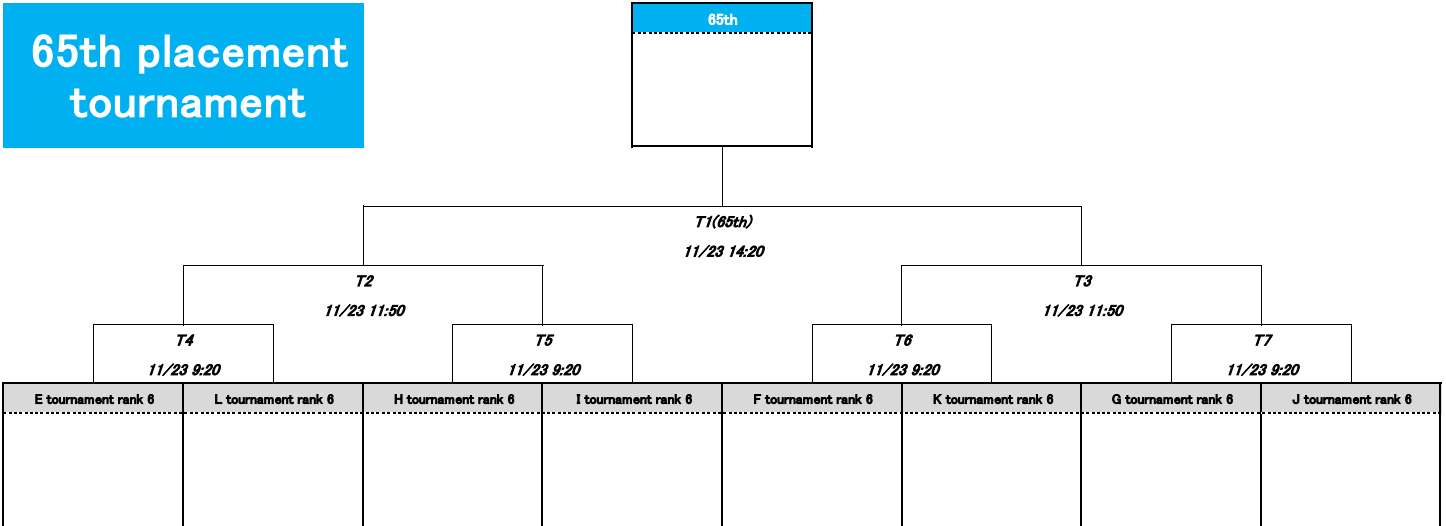 65th placement
tournament
65th
T1(65th)
11/23 14:20
T2
11/23 11:50
T3
11/23 11:50
T4
11/23 9:20
T5
11/23 9:20
T6
11/23 9:20
T7
11/23 9:20
E tournament rank 6
L tournament rank 6
H tournament rank 6
I tournament rank 6
F tournament rank 6
K tournament rank 6
G tournament rank 6
J tournament rank 6